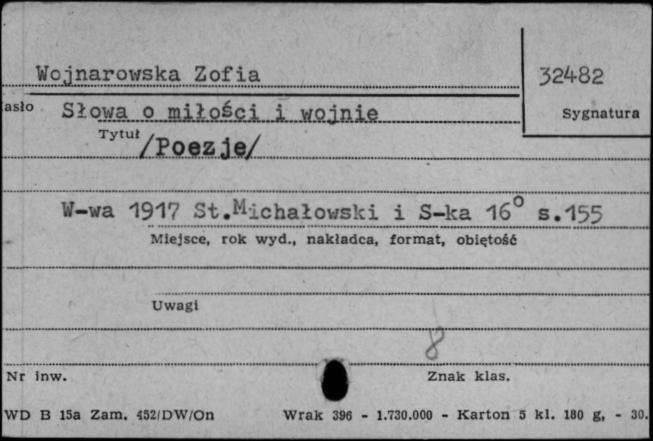 Wojnarowska Zofia
32482
asło Słowa o miłości i wojnie
Sygnatura
Tytuł /Poezje/
W-wa 1917 St.Michałowski i S-ka 16° s.155
Miejsce, rok wyd., nakładca, format, objętość
Uwagi
8
Nr inw. Znak klas.
WD B 15a Zam. 452/DW/On Wrak 396 - 1.730.000 - Karton 5 kl. 180 g, - 30.